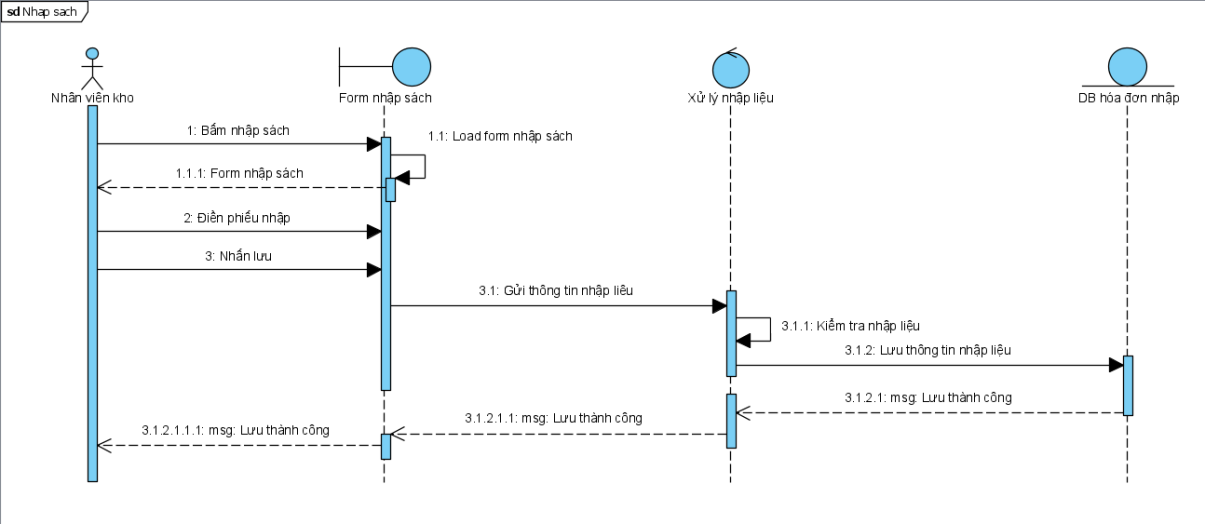 sd Nhap sach
Nhân viên kho
Form nhập sách
Xử lý nhập liệu
DB hóa đơn nhập
1: Bấm nhập sách
1.1: Load form nhập sách
1.1.1: Form nhập sách
2: Điền phiếu nhập
3: Nhấn lưu
3.1: Gửi thông tin nhập liêu
3.1.1: Kiểm tra nhập liệu
3.1.2: Lưu thông tin nhập liệu
3.1.2.1: msg: Lưu thành công
3.1.2.1.1: msg: Lưu thành công
3.1.2.1.1.1: msg: Lưu thành công